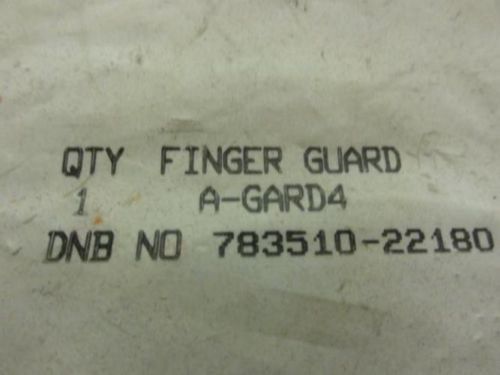 QTY FINGER GUARD
1 A-GARD4
DNB NO 783510-22180